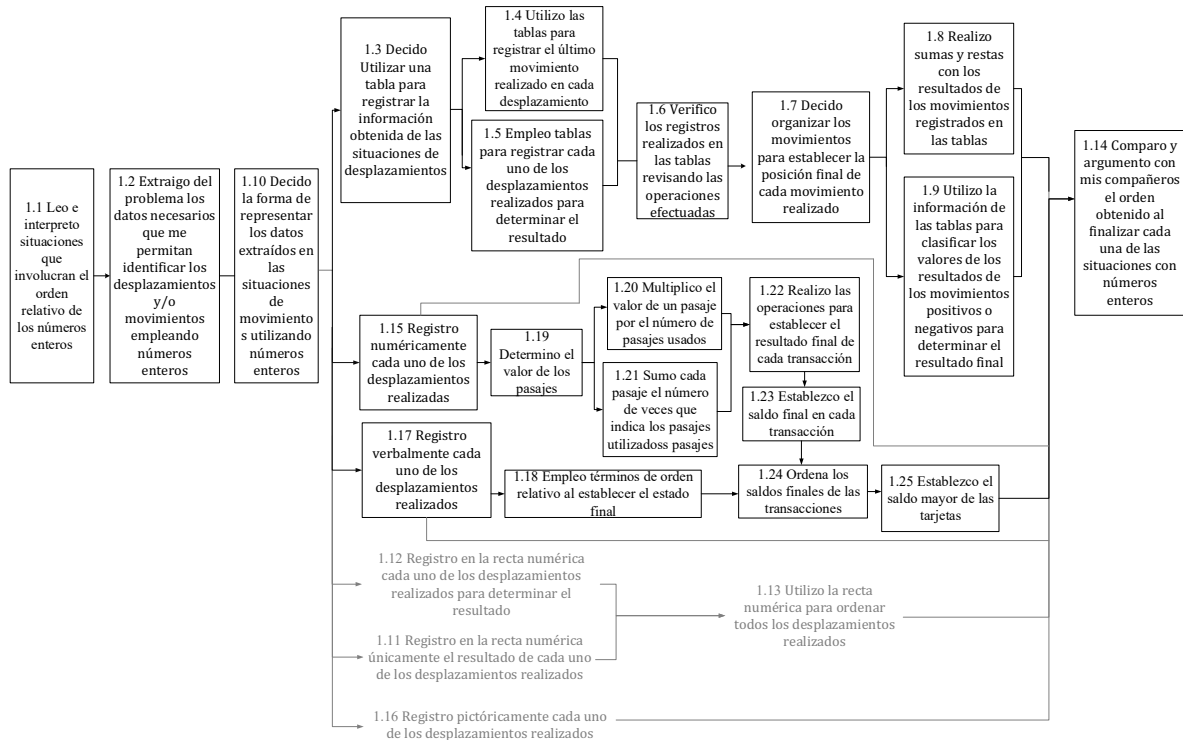 1.1 Leo e
interpreto
situaciones
que
involucran el
orden
relativo de
los números
enteros
1.2 Extraigo del
problema los
datos necesarios
que me
permitan
identificar los
desplazamientos
y/o
movimientos
empleando
números
enteros
1.10 Decido
la forma de
representar
los datos
extraídos en
las
situaciones
de
movimiento
s utilizando
números
enteros
1.3 Decido
Utilizar una
tabla para
registrar la
información
obtenida de las
situaciones de
desplazamientos
1.4 Utilizo las
tablas para
registrar el último
movimiento
realizado en cada
desplazamiento
1.5 Empleo tablas
para registrar cada
uno de los
desplazamientos
realizados para
determinar el
resultado
1.6 Verifico
los registros
realizados en
las tablas
revisando las
operaciones
efectuadas
1.7 Decido
organizar los
movimientos
para establecer la
posición final de
cada movimiento
realizado
1.8 Realizo
sumas y restas
con los
resultados de
los movimientos
registrados en
las tablas
1.9 Utilizo la
información de
las tablas para
clasificar los
valores de los
resultados de los
movimientos
positivos o
negativos para
determinar el
resultado final
1.14 Comparo y
argumento con
mis compañeros
el orden
obtenido al
finalizar cada
una de las
situaciones con
números
enteros
1.15 Registro
numéricamente
cada uno de los
desplazamientos
realizadas
1.19
Determino el
valor de los
pasajes
1.20 Multiplico el
valor de un pasaje
por el número de
pasajes usados
1.21 Sumo cada
pasaje el número
de veces que
indica los pasajes
utilizadoss pasajes
1.22 Realizo las
operaciones para
establecer el
resultado final
de cada transacción
1.23 Establezco el
saldo final en cada
transacción
1.17 Registro
verbalmente cada
uno de los
desplazamientos
realizados
1.18 Empleo términos de orden
relativo al establecer el estado
final
1.24 Ordena los
saldos finales de las
transacciones
1.25 Establezco el
saldo mayor de las
tarjetas
1.12 Registro en la recta numérica
cada uno de los desplazamientos
realizados para determinar el
resultado
1.13 Utilizo la recta
numérica para ordenar
todos los desplazamientos
realizados
1.11 Registro en la recta numérica
únicamente el resultado de cada uno
de los desplazamientos realizados
1.16 Registro pictóricamente cada uno
de los desplazamientos realizados